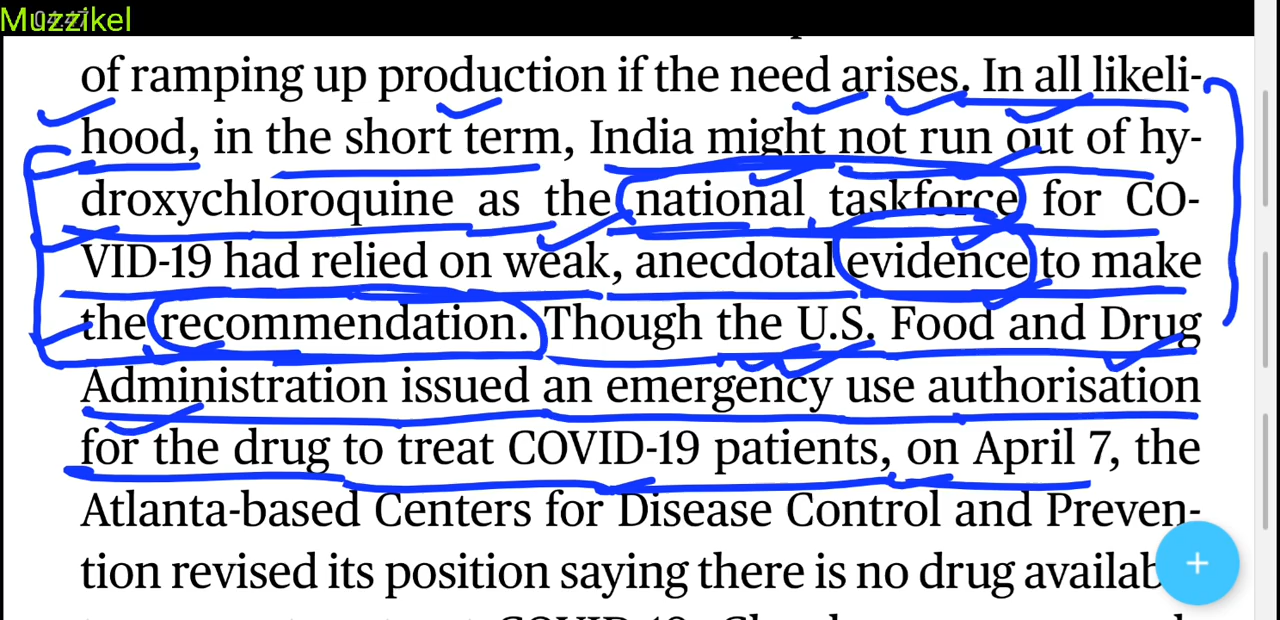 Muzzikel
of ramping up production if the need arises. In all likeli-
hood, in the short term, India might not run out of hy-
droxychloroquine as the national taskforce for CO-
VID-19 had relied on weak, anecdotal evidence to make
the recommendation. Though the U.S. Food and Drug
Administration issued an emergency use authorisation
for the drug to treat COVID-19 patients, on April 7, the
Atlanta-based Centers for Disease Control and Preven-
tion revised its position saying there is no drug